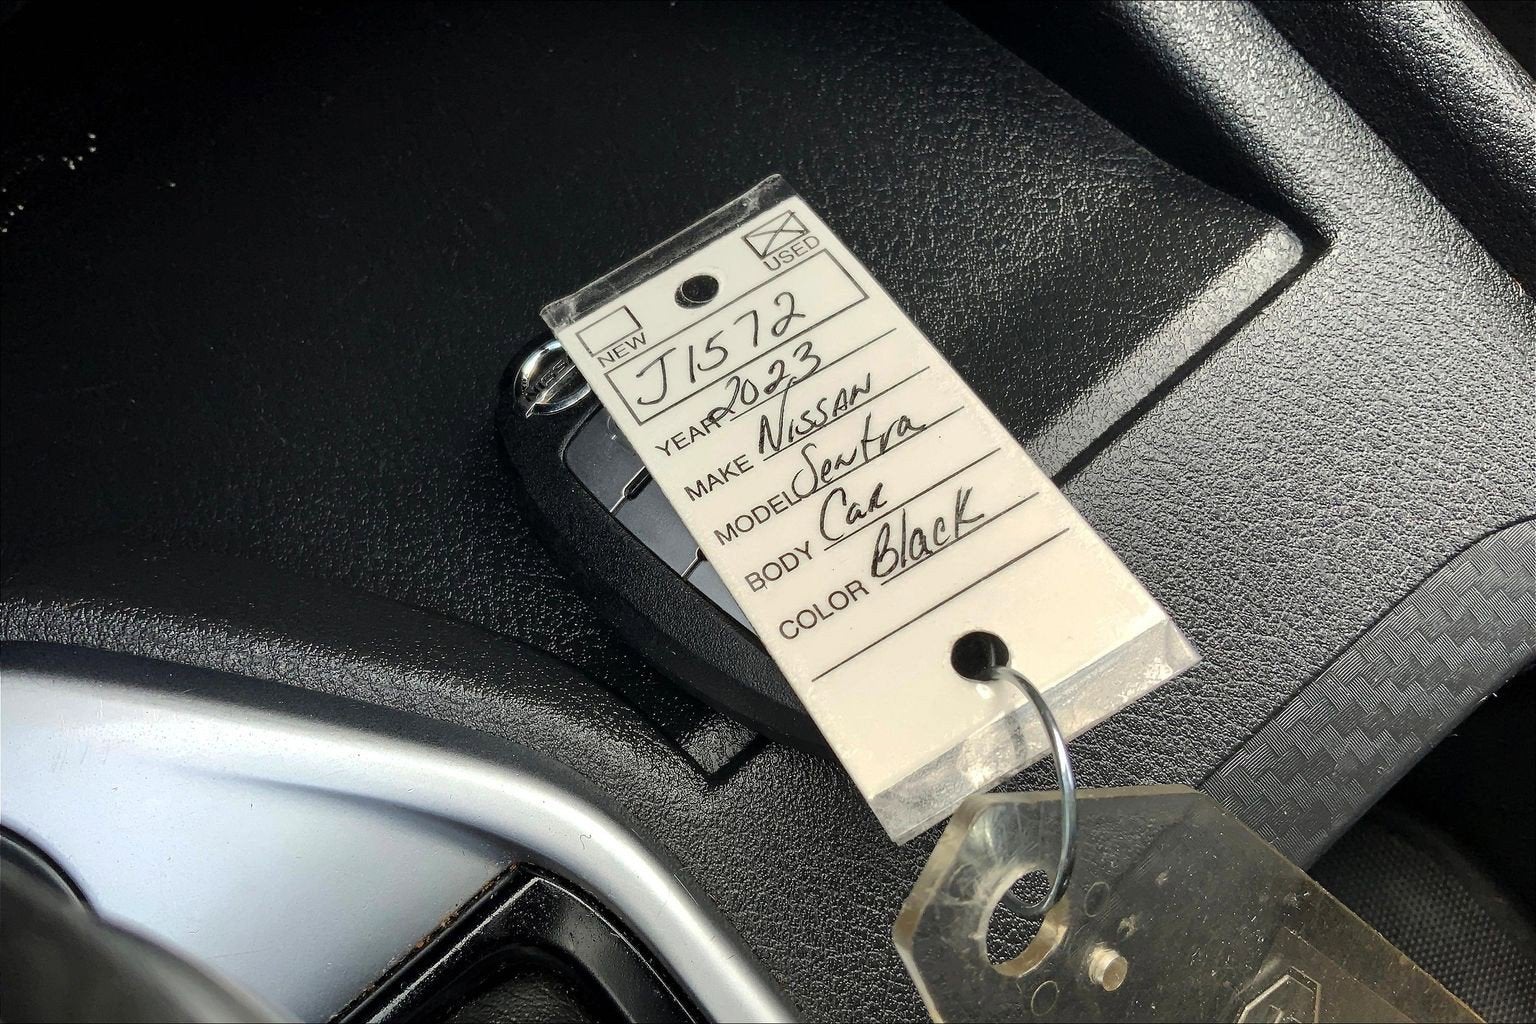 USED
NEW
J1572
YEAR 2023
MAKE Nissan
MODEL Sentra
BODY Car
COLOR Black